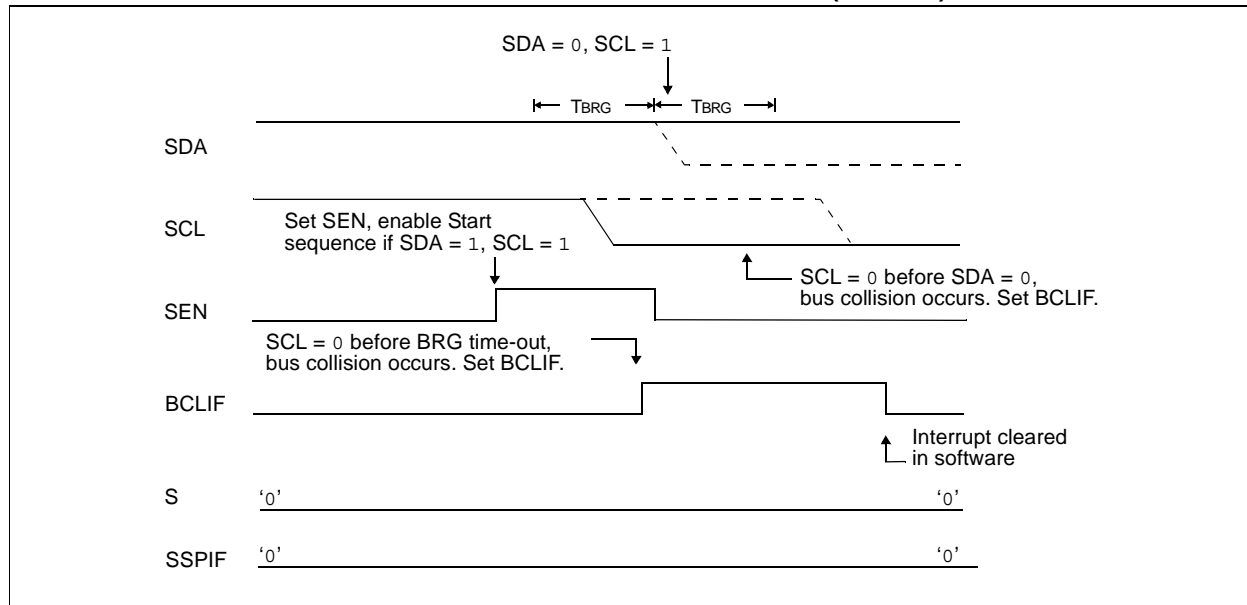 SDA = 0, SCL = 1
TBRG TBRG
SDA
SCL
Set SEN, enable Start
sequence if SDA = 1, SCL = 1
SCL = 0 before SDA = 0,
bus collision occurs. Set BCLIF.
SEN
SCL = 0 before BRG time-out,
bus collision occurs. Set BCLIF.
BCLIF
Interrupt cleared
in software
S ‘0’ ‘0’
SSPIF ‘0’ ‘0’